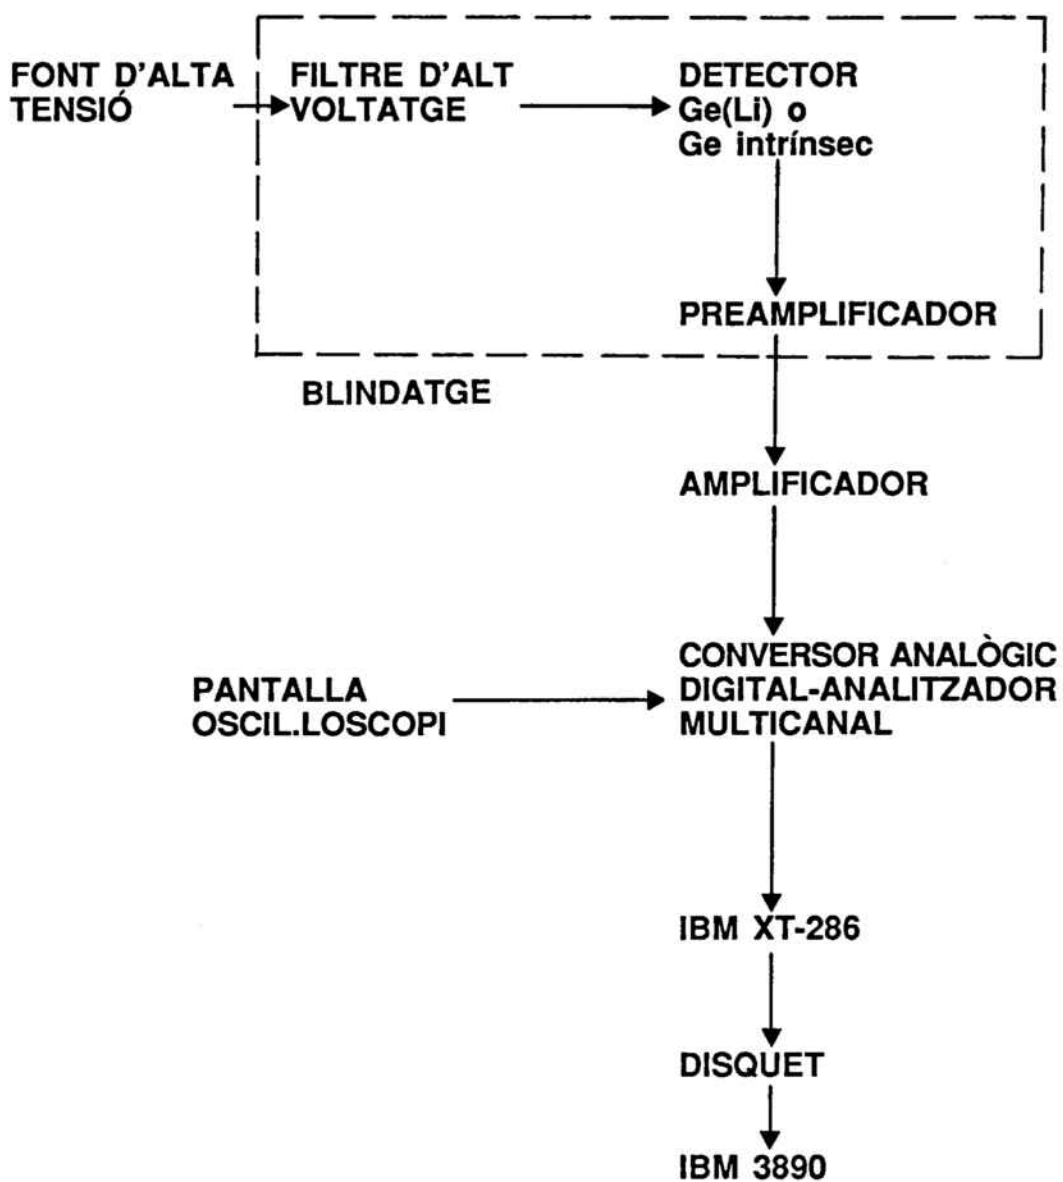 FONT D'ALTA
TENSIÓ
FILTRE D'ALT
VOLTATGE
DETECTOR
Ge(Li) o
Ge intrínsec
PREAMPLIFICADOR
BLINDATGE
AMPLIFICADOR
PANTALLA
OSCIL.LOSCOPI
CONVERSOR ANALÒGIC
DIGITAL-ANALITZADOR
MULTICANAL
IBM XT-286
DISQUET
IBM 3890